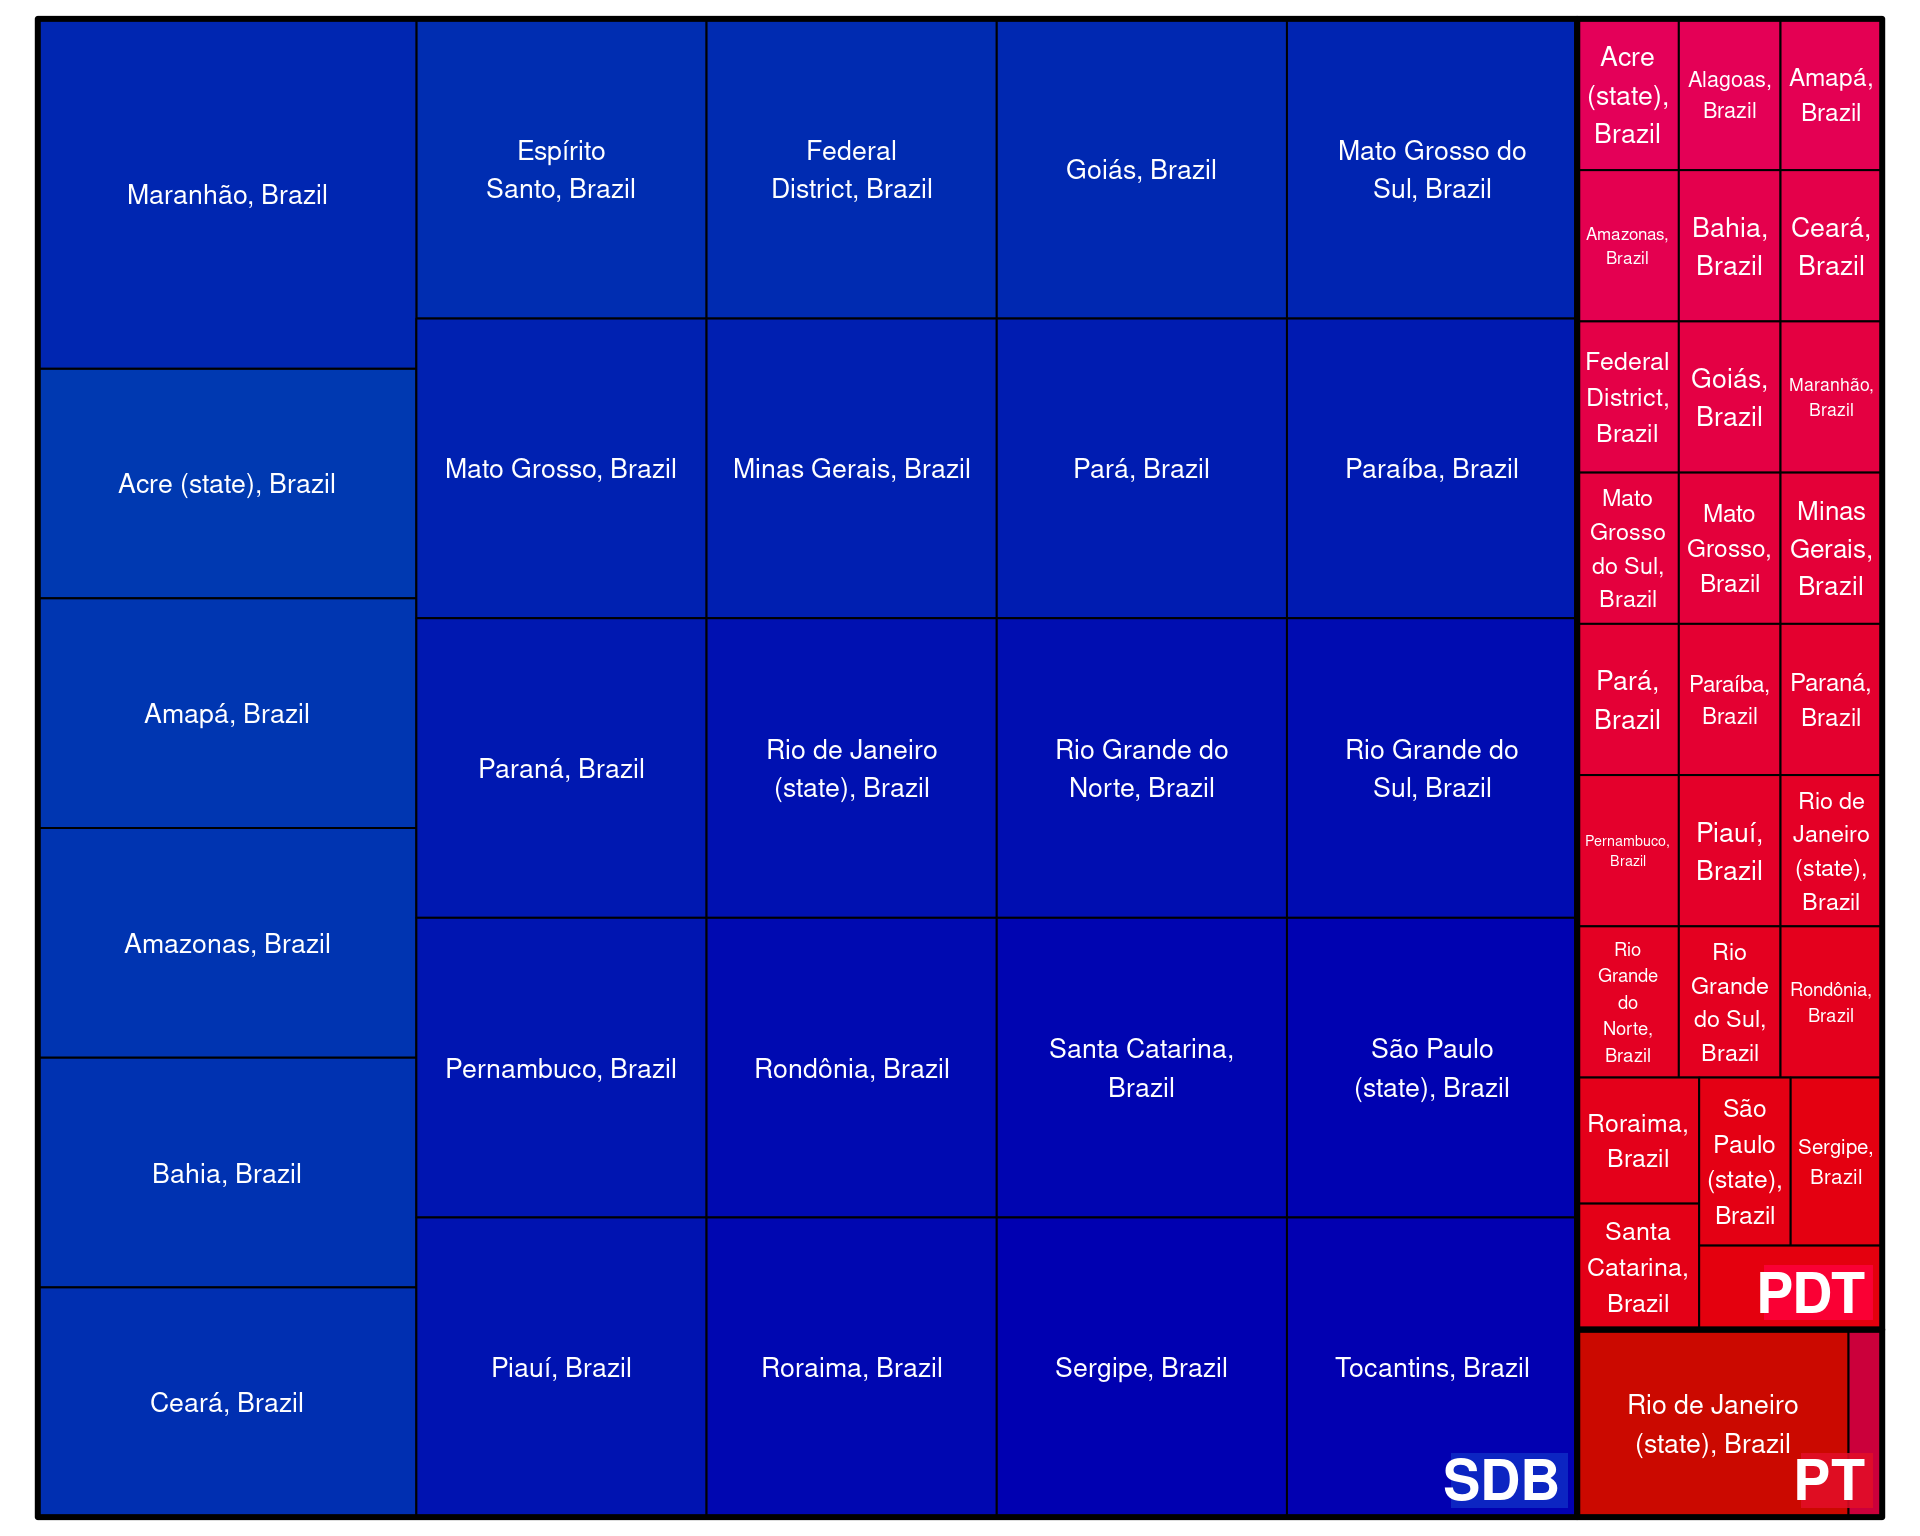 Maranhão, Brazil
Acre (state), Brazil
Amapá, Brazil
Amazonas, Brazil
Bahia, Brazil
Ceará, Brazil
Espírito
Santo, Brazil
Federal
District, Brazil
Goiás, Brazil
Mato Grosso do
Sul, Brazil
Mato Grosso, Brazil
Minas Gerais, Brazil
Pará, Brazil
Paraíba, Brazil
Paraná, Brazil
Rio de Janeiro
(state), Brazil
Rio Grande do
Norte, Brazil
Rio Grande do
Sul, Brazil
Pernambuco, Brazil
Rondônia, Brazil
Santa Catarina,
Brazil
São Paulo
(state), Brazil
Piauí, Brazil
Roraima, Brazil
Sergipe, Brazil
Tocantins, Brazil
SDB
Acre
(state),
Brazil
Alagoas,
Brazil
Amapá,
Brazil
Amazonas,
Brazil
Bahia,
Brazil
Ceará,
Brazil
Federal
District,
Brazil
Goiás,
Brazil
Maranhão,
Brazil
Mato
Grosso
do Sul,
Brazil
Mato
Grosso,
Brazil
Minas
Gerais,
Brazil
Pará,
Brazil
Paraíba,
Brazil
Paraná,
Brazil
Pernambuco,
Brazil
Piauí,
Brazil
Rio de
Janeiro
(state),
Brazil
Rio
Grande
do
Norte,
Brazil
Rio
Grande
do Sul,
Brazil
Rondônia,
Brazil
Roraima,
Brazil
São
Paulo
(state),
Brazil
Sergipe,
Brazil
Santa
Catarina,
Brazil
PDT
Rio de Janeiro
(state), Brazil
PT